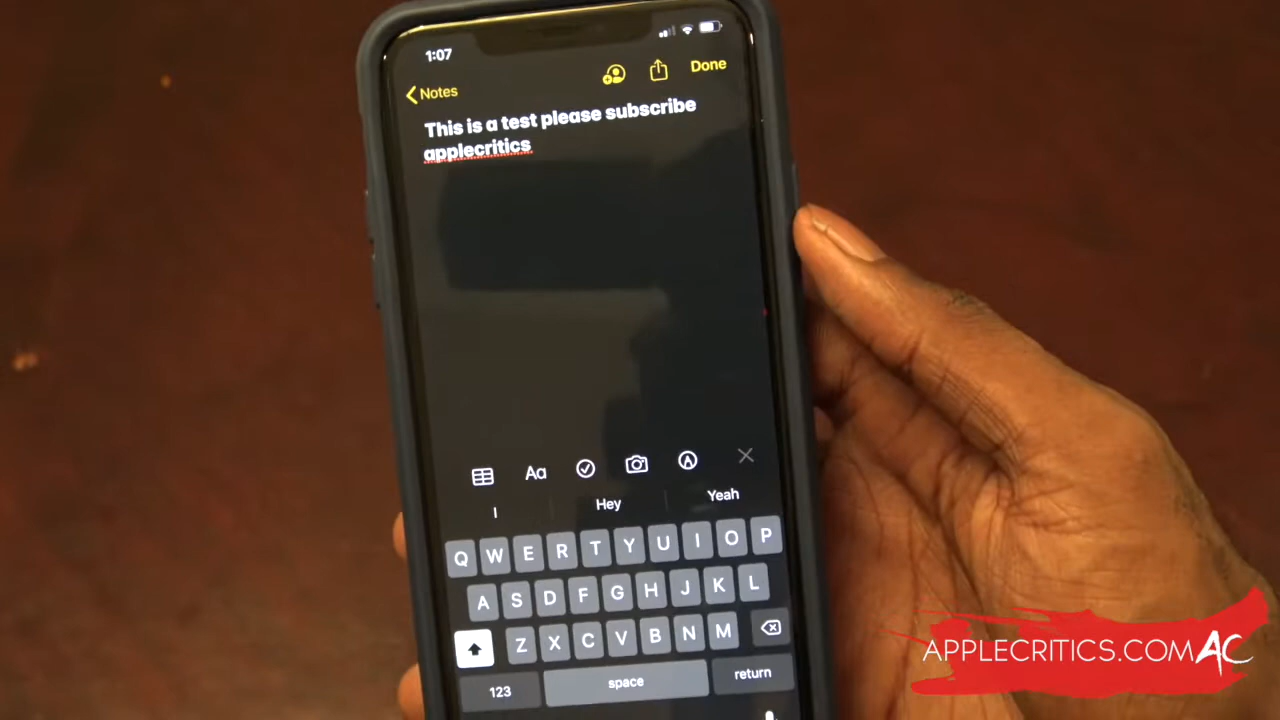 1:07
Notes
Done
This is a test please subscribe
applecritics
Aa
I
Hey
Yeah
Q W E R T Y U I O P
A S D F G H J K L
Z X C V B N M
123
space
return
APPLECRITICS.COM AC